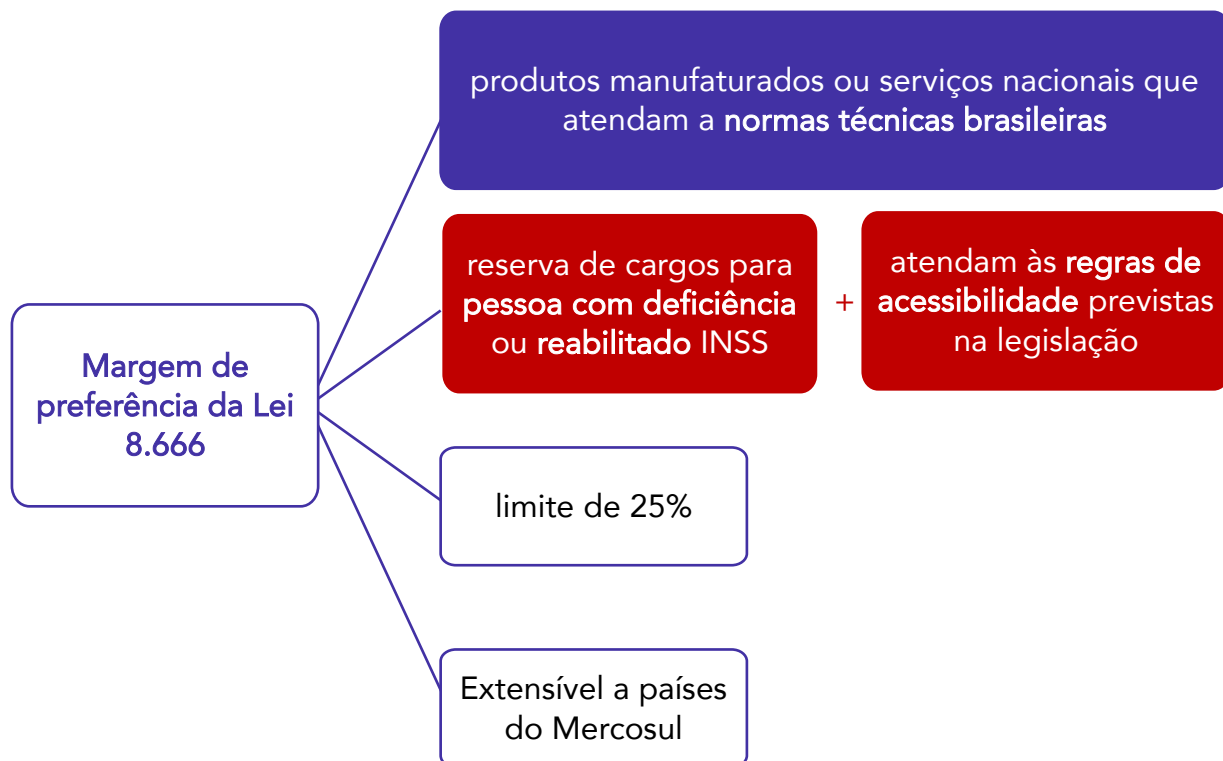 produtos manufaturados ou serviços nacionais que
atendam a normas técnicas brasileiras
reserva de cargos para
pessoa com deficiência
ou reabilitado INSS
+
atendam às regras de
acessibilidade previstas
na legislação
Margem de
preferência da Lei
8.666
limite de 25%
Extensível a países
do Mercosul